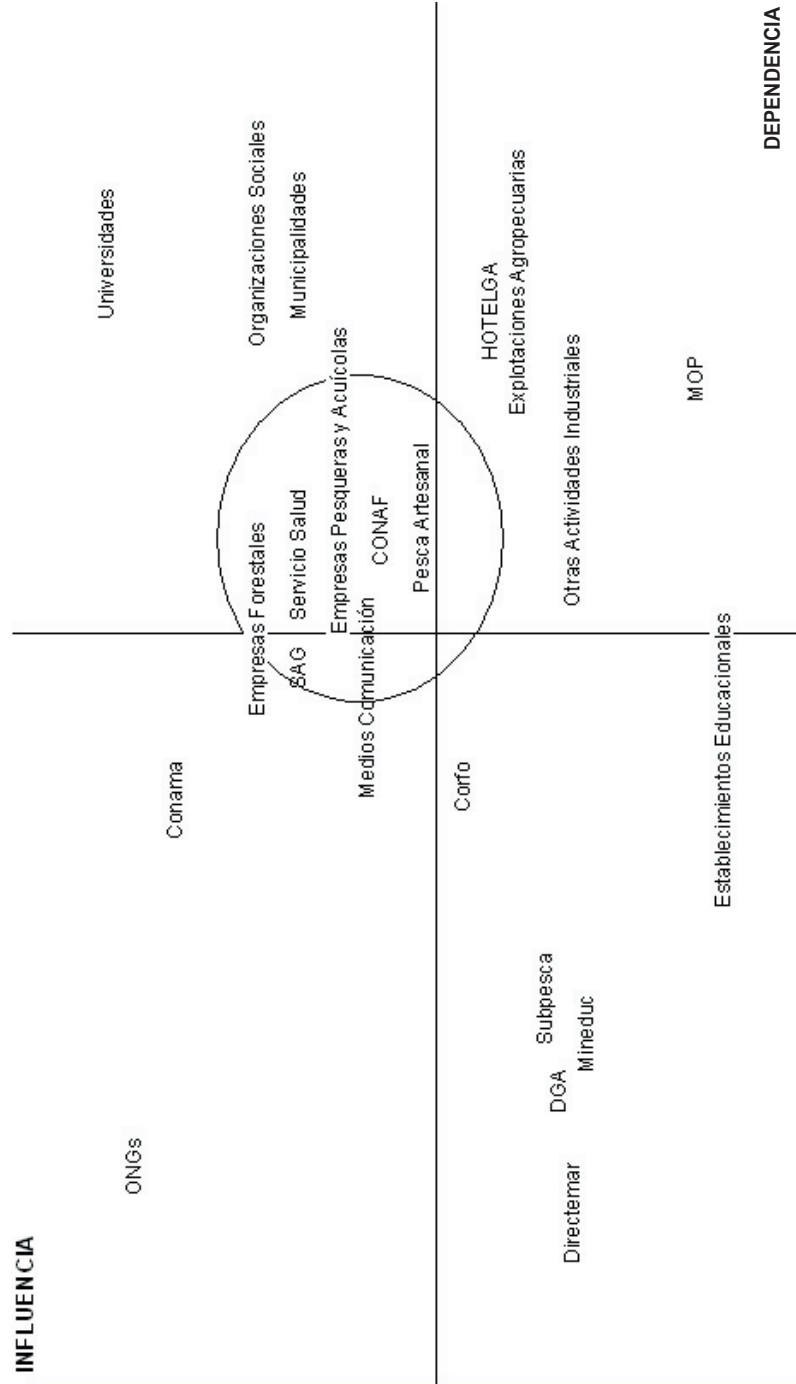 INFLUENCIA
Universidades
ONGs
Conama
Empresas Forestales
Organizaciones Sociales
SAG
Servicio Salud
Municipalidades
Empresas Pesqueras y Acuícolas
Medios Comunicación
CONAF
Pesca Artesanal
Corfo
HOTELGA
Explotaciones Agropecuarias
Subpesca
DGA
Directemar
Otras Actividades Industriales
Mineduc
MOP
Establecimientos Educacionales
DEPENDENCIA